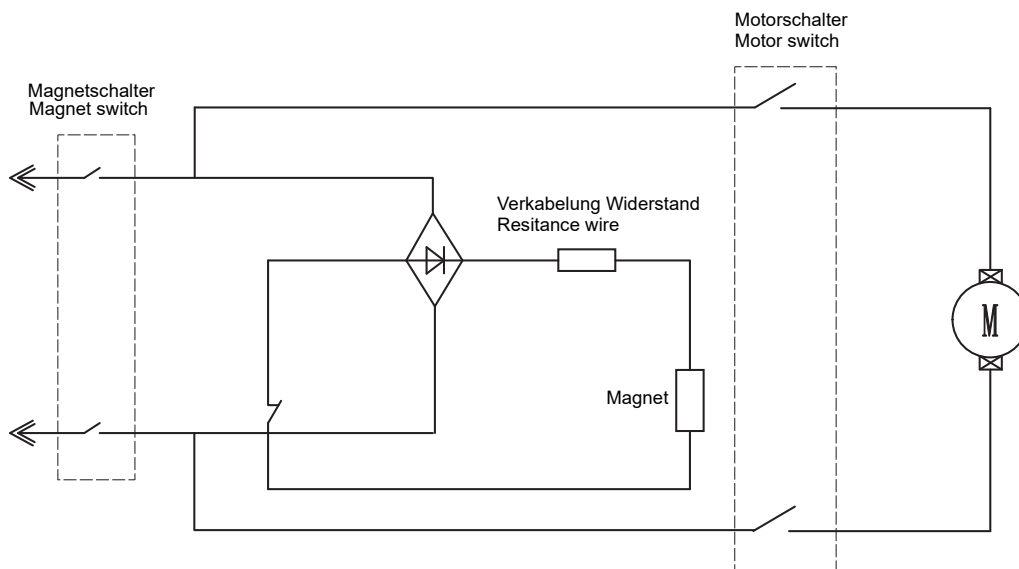 Motorschalter
Motor switch
Magnetschalter
Magnet switch
Verkabelung Widerstand
Resitance wire
M
Magnet